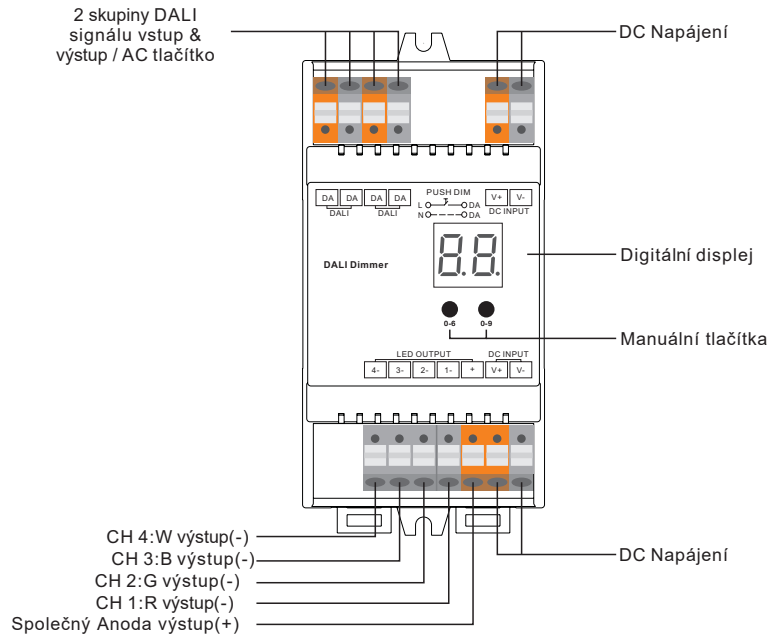 2 skupiny DALI
signálu vstup &
výstup / AC tlačítko
DC Napájení
DA DA DA DA
DALI DALI
PUSH DIM
L DA
N DA
V+ V-
DC INPUT
8.8.
DALI Dimmer
Digitální displej
0-6 0-9
Manuální tlačítka
LED OUTPUT DC INPUT
4- 3- 2- 1- + V+ V-
CH 4:W výstup(-)
CH 3:B výstup(-)
CH 2:G výstup(-)
CH 1:R výstup(-)
Společný Anoda výstup(+)
DC Napájení